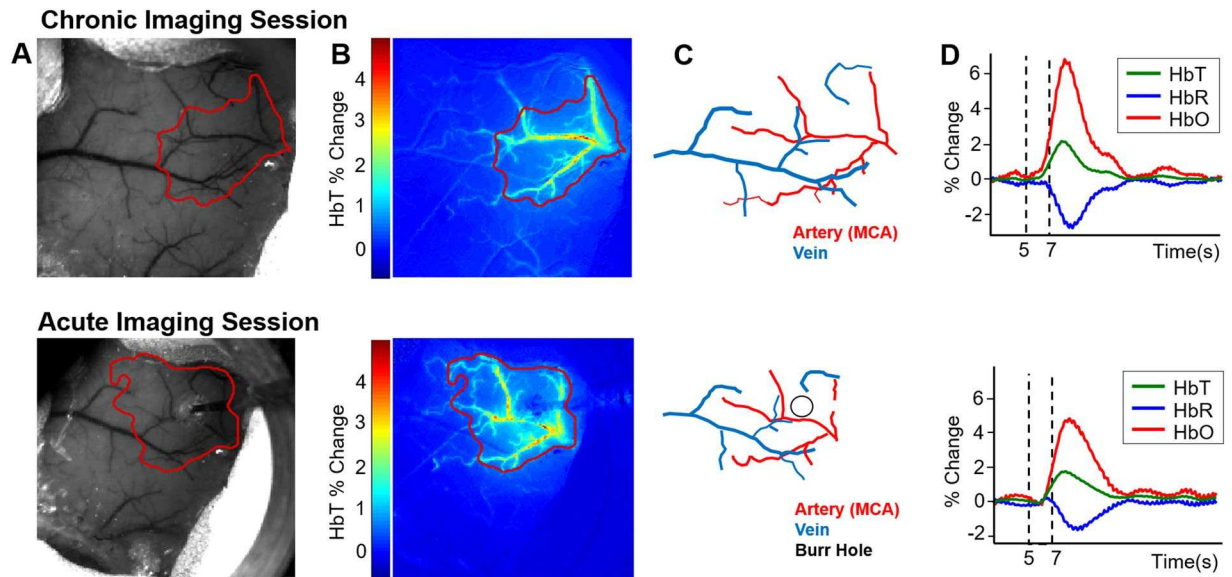 Chronic Imaging Session
A
B
C
D
HbT % Change
4
3
2
1
0
Artery (MCA)
Vein
% Change
6
4
2
0
-2
HbT
HbR
HbO
5
7
Time(s)
Acute Imaging Session
HbT % Change
4
3
2
1
0
Artery (MCA)
Vein
Burr Hole
% Change
6
4
2
0
-2
HbT
HbR
HbO
5
7
Time(s)